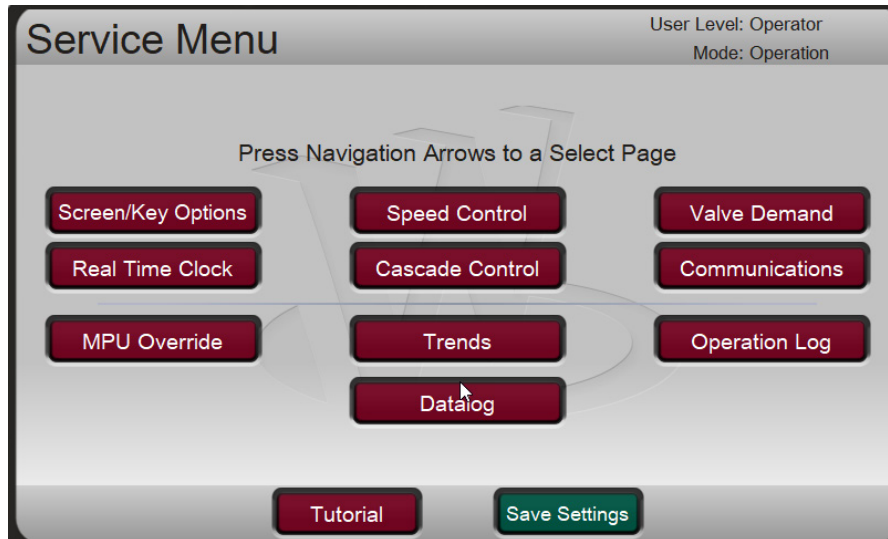 Service Menu
User Level: Operator
Mode: Operation
Press Navigation Arrows to a Select Page
Screen/Key Options
Speed Control
Valve Demand
Real Time Clock
Cascade Control
Communications
MPU Override
Trends
Operation Log
Datalog
Tutorial
Save Settings